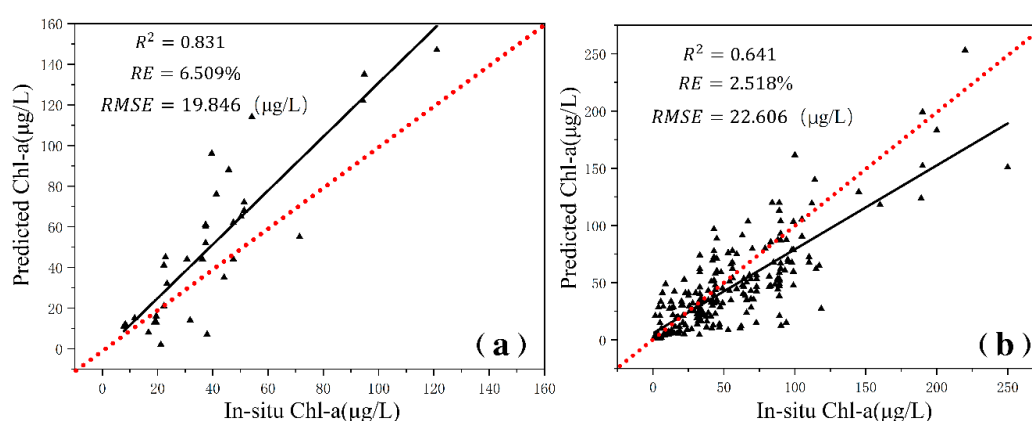 160
140
120
100
80
60
40
20
0
Predicted Chl-a(μg/L)
R² = 0.831
RE = 6.509%
RMSE = 19.846 (μg/L)
(a)
0 20 40 60 80 100 120 140 160
In-situ Chl-a(μg/L)
250
200
150
100
50
0
Predicted Chl-a(μg/L)
R² = 0.641
RE = 2.518%
RMSE = 22.606 (μg/L)
(b)
0 50 100 150 200 250
In-situ Chl-a(μg/L)